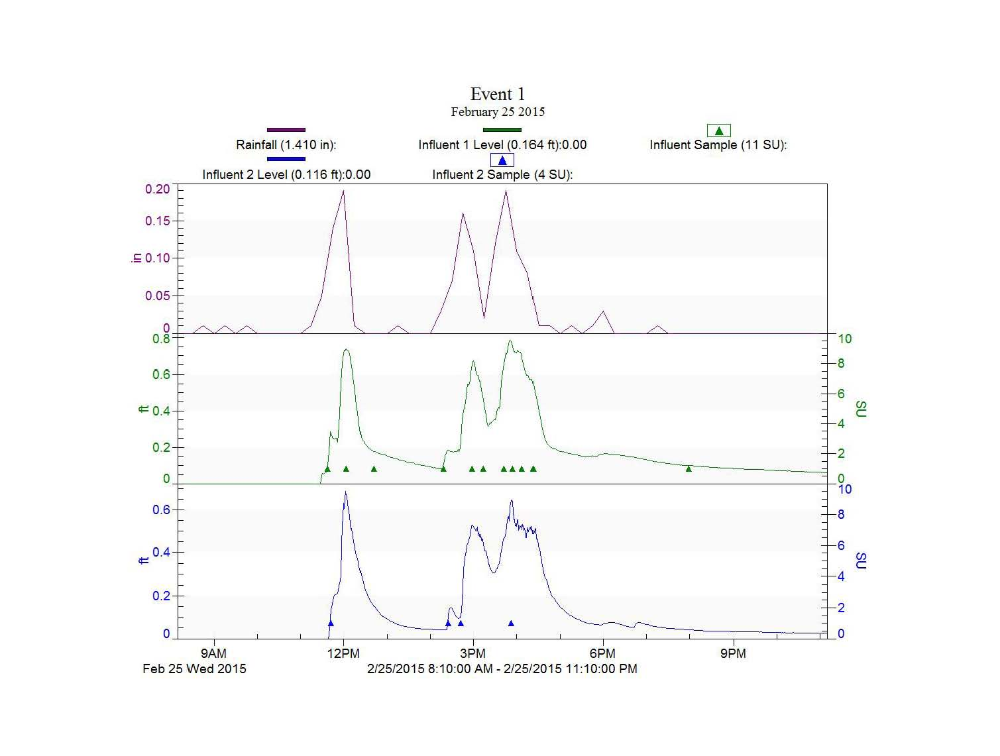 Event 1
February 25 2015
Rainfall (1.410 in):
Influent 1 Level (0.164 ft):0.00
Influent Sample (11 SU):
Influent 2 Level (0.116 ft):0.00
Influent 2 Sample (4 SU):
0.20
0.15
in 0.10
0.05
0
0.8
0.6
ft 0.4
0.2
0
10
8
6
SU
4
2
0
0.6
ft 0.4
0.2
0
10
8
6
SU
4
2
0
9AM 12PM 3PM 6PM 9PM
Feb 25 Wed 2015 2/25/2015 8:10:00 AM - 2/25/2015 11:10:00 PM